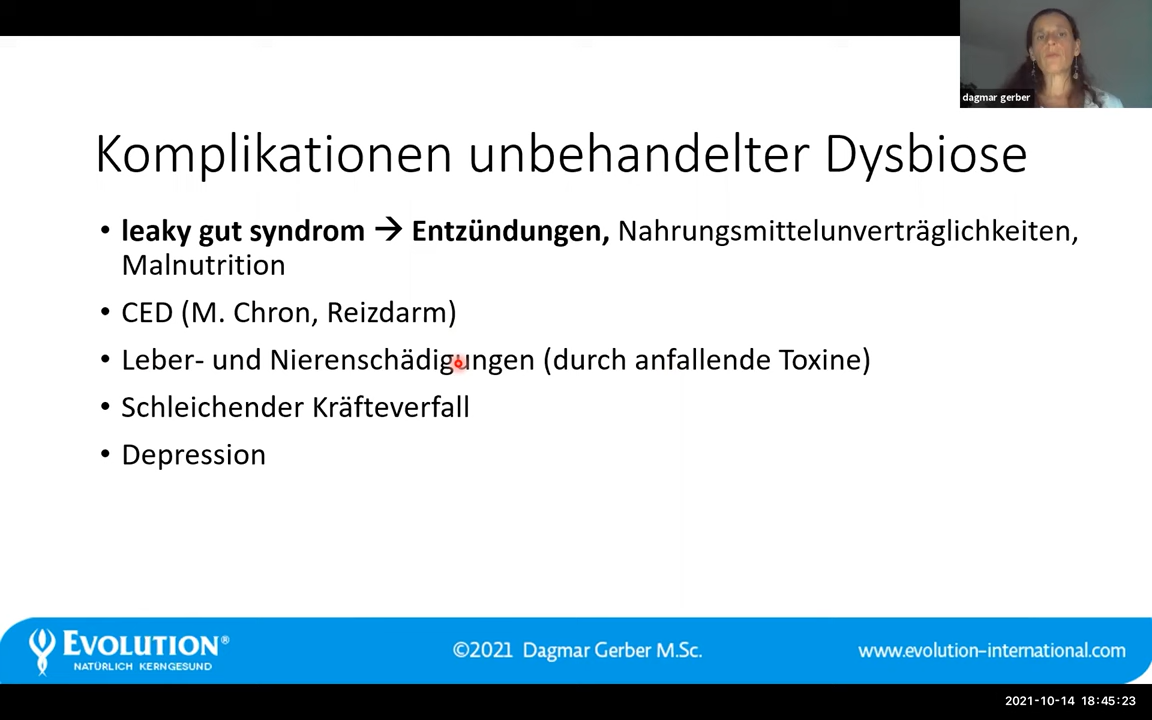 dagmar gerber
Komplikationen unbehandelter Dysbiose
• leaky gut syndrom → Entzündungen, Nahrungsmittelunverträglichkeiten,
Malnutrition
• CED (M. Chron, Reizdarm)
• Leber- und Nierenschädigungen (durch anfallende Toxine)
• Schleichender Kräfteverfall
• Depression
EVOLUTION®
NATÜRLICH KERNGESUND
©2021 Dagmar Gerber M.Sc.
www.evolution-international.com
2021-10-14 18:45:23